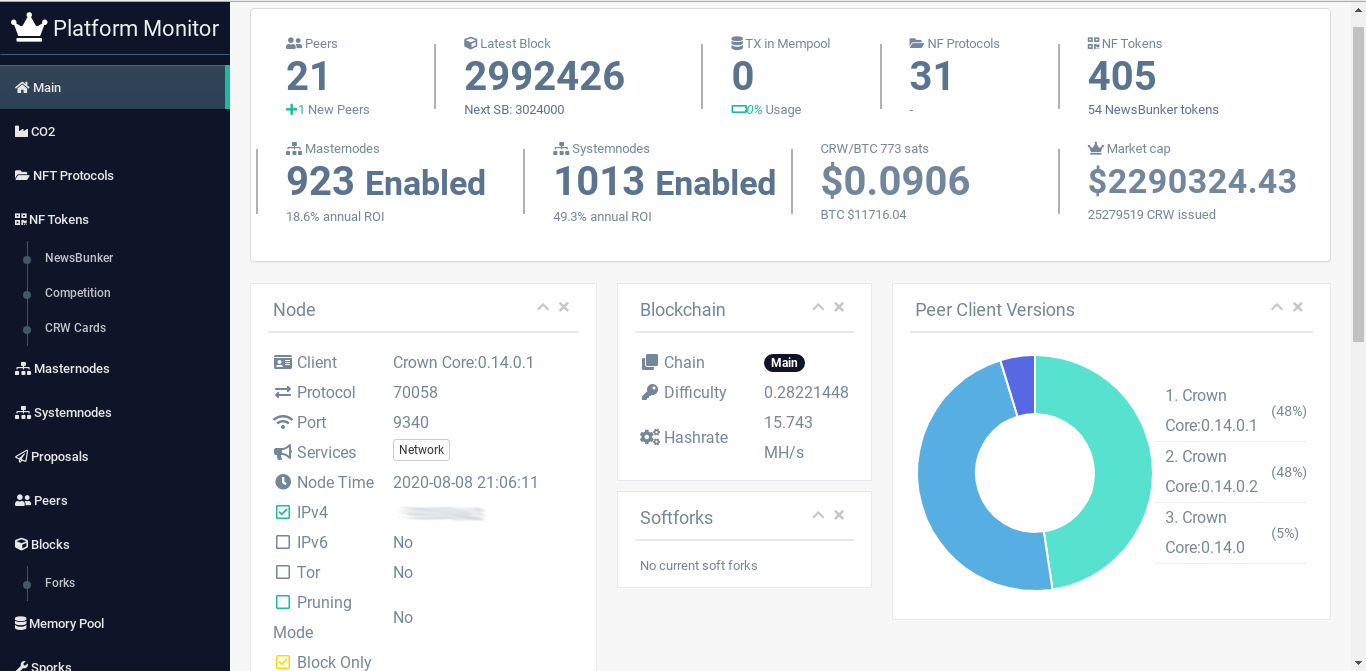 Platform Monitor
Main
CO2
NFT Protocols
NF Tokens
NewsBunker
Competition
CRW Cards
Masternodes
Systemnodes
Proposals
Peers
Blocks
Forks
Memory Pool
Sporks
Peers
21
1 New Peers
Latest Block
2992426
Next SB: 3024000
TX in Mempool
0
0% Usage
NF Protocols
31
-
NF Tokens
405
54 NewsBunker tokens
Masternodes
923 Enabled
18.6% annual ROI
Systemnodes
1013 Enabled
49.3% annual ROI
CRW/BTC 773 sats
$0.0906
BTC $11716.04
Market cap
$2290324.43
25279519 CRW issued
Node
Client Crown Core:0.14.0.1
Protocol 70058
Port 9340
Services Network
Node Time 2020-08-08 21:06:11
IPv4
IPv6 No
Tor No
Pruning
Mode No
Block Only
Blockchain
Chain Main
Difficulty 0.28221448
Hashrate 15.743
MH/s
Softforks
No current soft forks
Peer Client Versions
1. Crown
Core:0.14.0.1 (48%)
2. Crown
Core:0.14.0.2 (48%)
3. Crown
Core:0.14.0 (5%)